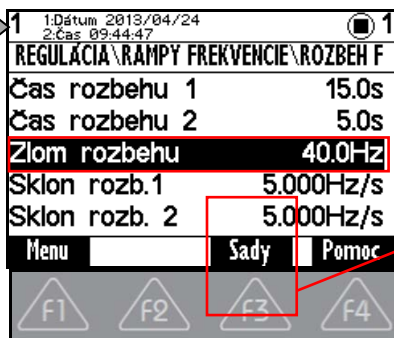 1 1:Dátum 2013/04/24 1
2:Čas 09:44:47
REGULÁCIA\RAMPY FREKVENCIE\ROZBEH F
Čas rozbehu 1 15.0s
Čas rozbehu 2 5.0s
Zlom rozbehu 40.0Hz
Sklon rozb.1 5.000Hz/s
Sklon rozb. 2 5.000Hz/s
Menu Sady Pomoc
F1 F2 F3 F4